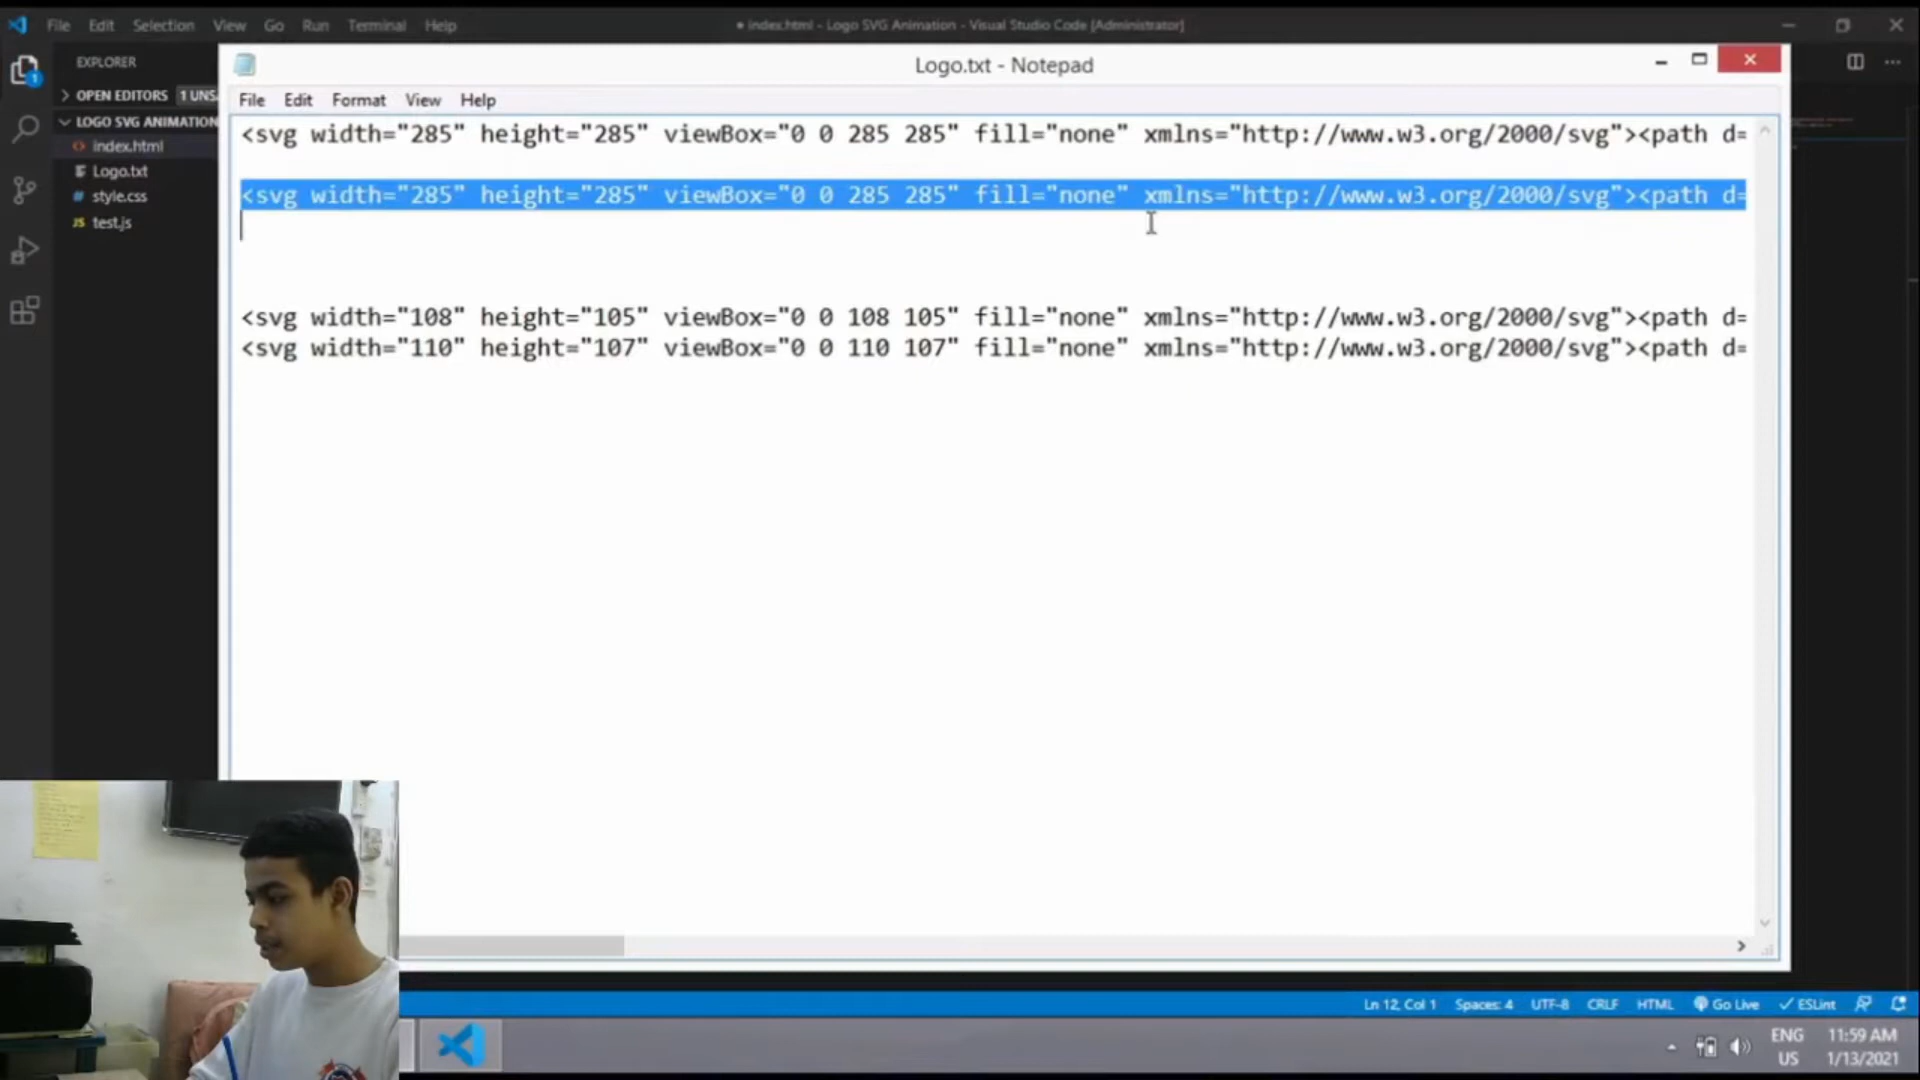 File Edit Selection View Go Run Terminal Help
● index.html - Logo SVG Animation - Visual Studio Code [Administrator]
EXPLORER
OPEN EDITORS 1 UNSA
LOGO SVG ANIMATION
index.html
Logo.txt
# style.css
JS test.js
1
Logo.txt - Notepad
File Edit Format View Help
<svg width="285" height="285" viewBox="0 0 285 285" fill="none" xmlns="http://www.w3.org/2000/svg"><path d=
<svg width="285" height="285" viewBox="0 0 285 285" fill="none" xmlns="http://www.w3.org/2000/svg"><path d=
<svg width="108" height="105" viewBox="0 0 108 105" fill="none" xmlns="http://www.w3.org/2000/svg"><path d=
<svg width="110" height="107" viewBox="0 0 110 107" fill="none" xmlns="http://www.w3.org/2000/svg"><path d=
Ln 12, Col 1 Spaces: 4 UTF-8 CRLF HTML Go Live ESLint
ENG 11:59 AM
US 1/13/2021